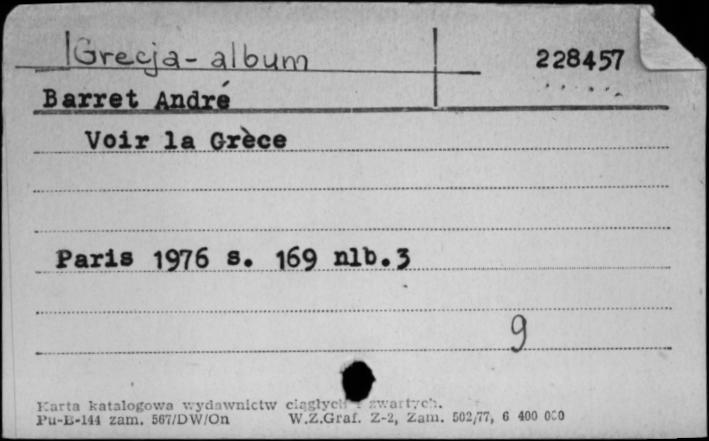 Grecja - album
228457
Barret André
Voir la Grèce
Paris 1976 s. 169 nlb.3
9
Karta katalogowa wydawnictw ciągłych i zwartych.
Pu-B-144 zam. 567/DW/On W.Z.Graf. Z-2, Zam. 502/77, 6 400 000